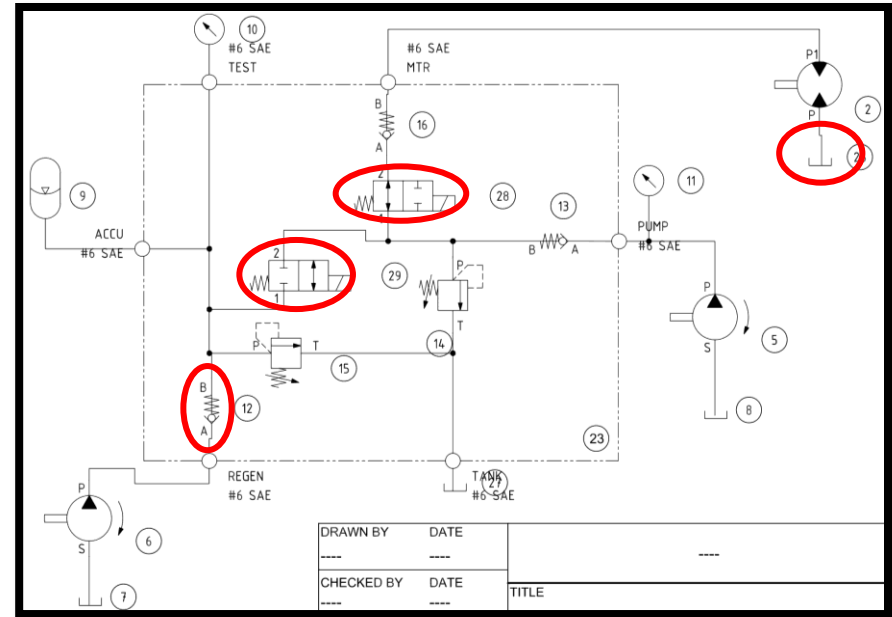 10
#6 SAE
TEST
#6 SAE
MTR
P1
2
P
B
16
A
9
2
28
11
1
13
ACCU
#6 SAE
B
A
PUMP
#6 SAE
2
29
P
P
5
1
T
14
S
P
T
15
8
B
12
A
23
REGEN
#6 SAE
TANK
27
#6 SAE
P
6
S
7
DRAWN BY
DATE
----
----
----
CHECKED BY
DATE
TITLE
----
----